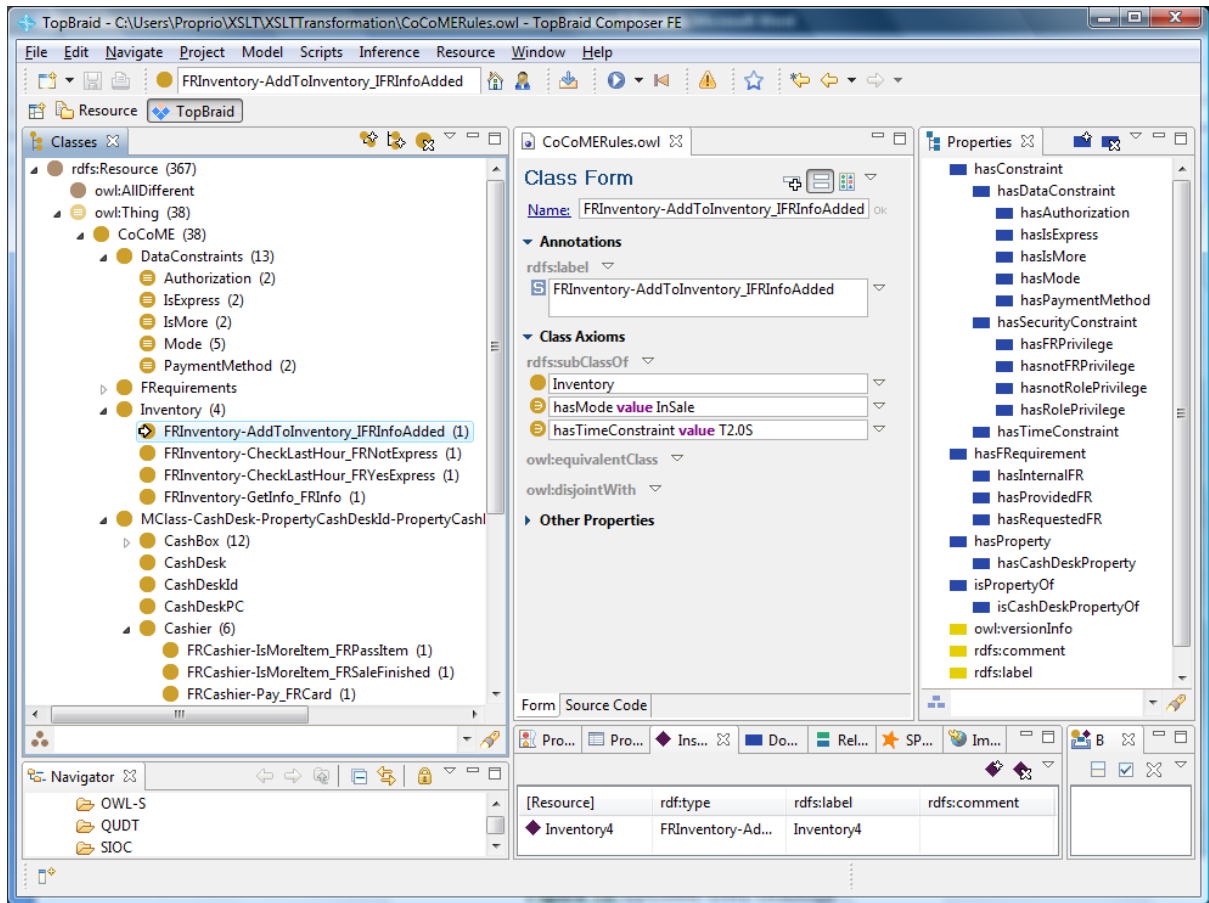 TopBraid - C:\Users\Proprio\XSLT\XSLTTransformation\CoCoMERules.owl - TopBraid Composer FE
File Edit Navigate Project Model Scripts Inference Resource Window Help
FRInventory-AddToInventory_IFRInfoAdded
Resource TopBraid
Classes
rdfs:Resource (367)
owl:AllDifferent
owl:Thing (38)
CoCoME (38)
DataConstraints (13)
Authorization (2)
IsExpress (2)
IsMore (2)
Mode (5)
PaymentMethod (2)
FRequirements
Inventory (4)
FRInventory-AddToInventory_IFRInfoAdded (1)
FRInventory-CheckLastHour_FRNotExpress (1)
FRInventory-CheckLastHour_FRYesExpress (1)
FRInventory-GetInfo_FRInfo (1)
MClass-CashDesk-PropertyCashDeskId-PropertyCashl
CashBox (12)
CashDesk
CashDeskId
CashDeskPC
Cashier (6)
FRCashier-IsMoreItem_FRPassItem (1)
FRCashier-IsMoreItem_FRSaleFinished (1)
FRCashier-Pay_FRCard (1)
Navigator
OWL-S
QUDT
SIOC
CoCoMERules.owl
Class Form
Name: FRInventory-AddToInventory_IFRInfoAdded Ok
Annotations
rdfs:label
S FRInventory-AddToInventory_IFRInfoAdded
Class Axioms
rdfs:subClassOf
Inventory
hasMode value InSale
hasTimeConstraint value T2.0S
owl:equivalentClass
owl:disjointWith
Other Properties
Form Source Code
Properties
hasConstraint
hasDataConstraint
hasAuthorization
hasIsExpress
hasIsMore
hasMode
hasPaymentMethod
hasSecurityConstraint
hasFRPrivilege
hasnotFRPrivilege
hasnotRolePrivilege
hasRolePrivilege
hasTimeConstraint
hasFRequirement
hasInternalFR
hasProvidedFR
hasRequestedFR
hasProperty
hasCashDeskProperty
isPropertyOf
isCashDeskPropertyOf
owl:versionInfo
rdfs:comment
rdfs:label
Pro... Pro... Ins... Do... Rel... SP... Im... B
[Resource] rdf:type rdfs:label rdfs:comment
Inventory4 FRInventory-Ad... Inventory4